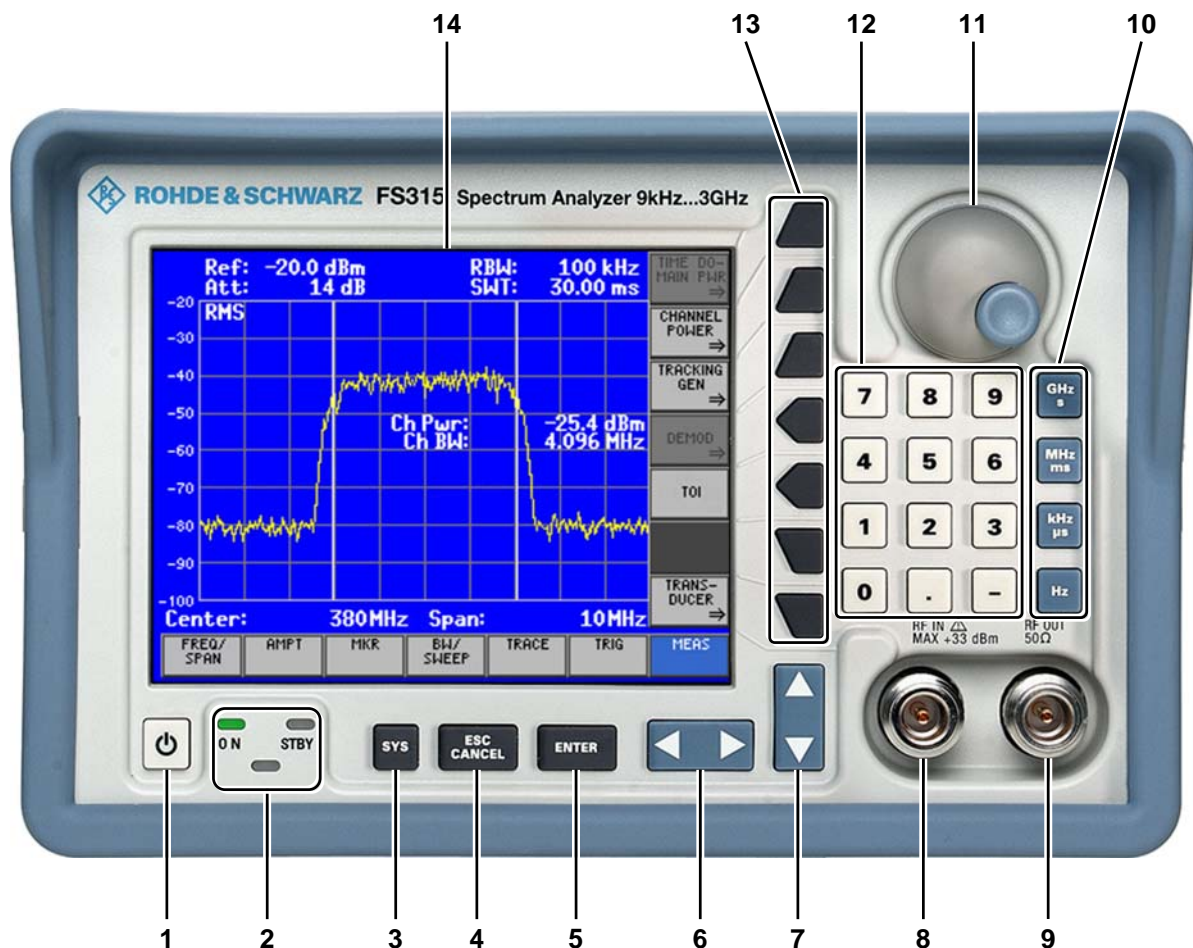 14 13 12 11 10
ROHDE & SCHWARZ FS315 Spectrum Analyzer 9kHz...3GHz
Ref: -20.0 dBm RBW: 100 kHz
Att: 14 dB SWT: 30.00 ms
RMS
-20
-30
-40
-50
-60
-70
-80
-90
-100
Ch Pwr: -25.4 dBm
Ch BW: 4.096 MHz
Center: 380MHz Span: 10MHz
TIME DO-
MAIN PWR
⇒
CHANNEL
POWER
⇒
TRACKING
GEN
⇒
DEMOD
⇒
TOI
TRANS-
DUCER
⇒
FREQ/
SPAN
AMPT
MKR
BW/
SWEEP
TRACE
TRIG
MEAS
7 8 9
GHz
s
4 5 6
MHz
ms
1 2 3
kHz
µs
0 . -
Hz
RF IN ⚠
MAX +33 dBm
RF OUT
50Ω
ON STBY
SYS
ESC
CANCEL
ENTER
1 2 3 4 5 6 7 8 9